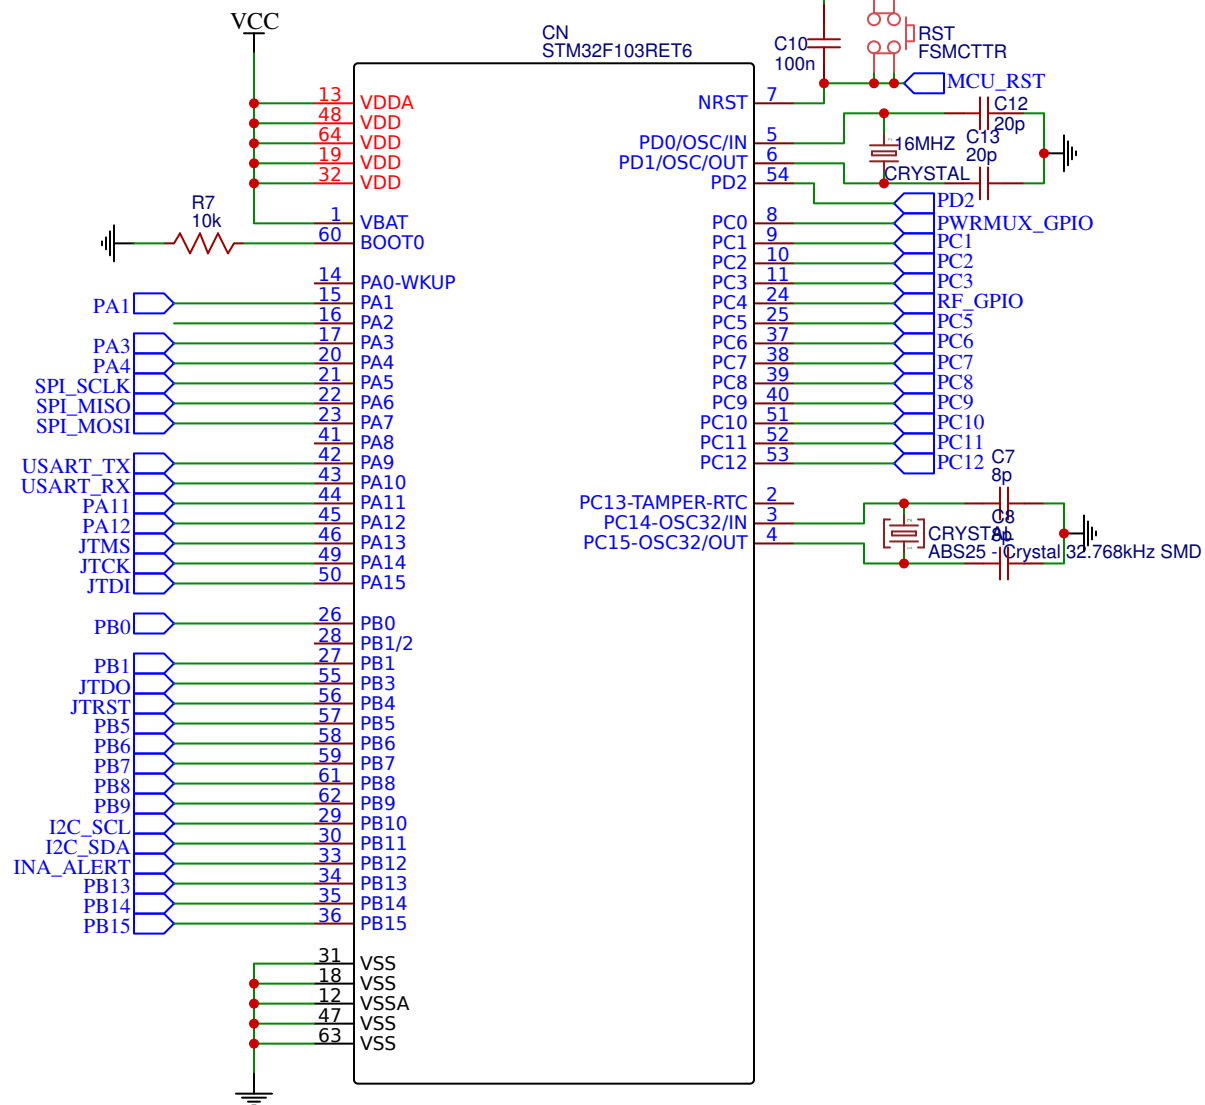 VCC
CN
STM32F103RET6
C10
100n
RST
FSMCTTR
MCU_RST
13 VDDA
48 VDD
64 VDD
19 VDD
32 VDD
1 VBAT
60 BOOT0
R7
10k
14 PA0-WKUP
PA1 15 PA1
16 PA2
PA3 17 PA3
PA4 20 PA4
SPI_SCLK 21 PA5
SPI_MISO 22 PA6
SPI_MOSI 23 PA7
41 PA8
USART_TX 42 PA9
USART_RX 43 PA10
PA11 44 PA11
PA12 45 PA12
JTMS 46 PA13
JTCK 49 PA14
JTDI 50 PA15
PB0 26 PB0
28 PB1/2
PB1 27 PB1
JTDO 55 PB3
JTRST 56 PB4
PB5 57 PB5
PB6 58 PB6
PB7 59 PB7
PB8 61 PB8
PB9 62 PB9
I2C_SCL 29 PB10
I2C_SDA 30 PB11
INA_ALERT 33 PB12
PB13 34 PB13
PB14 35 PB14
PB15 36 PB15
31 VSS
18 VSS
12 VSSA
47 VSS
63 VSS
NRST 7
PD0/OSC/IN 5
PD1/OSC/OUT 6
PD2 54 PD2
C12
20p
C13
20p
16MHZ
CRYSTAL
PC0 8 PWRMUX_GPIO
PC1 9 PC1
PC2 10 PC2
PC3 11 PC3
PC4 24 RF_GPIO
PC5 25 PC5
PC6 37 PC6
PC7 38 PC7
PC8 39 PC8
PC9 40 PC9
PC10 51 PC10
PC11 52 PC11
PC12 53 PC12
PC13-TAMPER-RTC 2
PC14-OSC32/IN 3
PC15-OSC32/OUT 4
C7
8p
C8
8p
CRYSTAL
ABS25 - Crystal 32.768kHz SMD